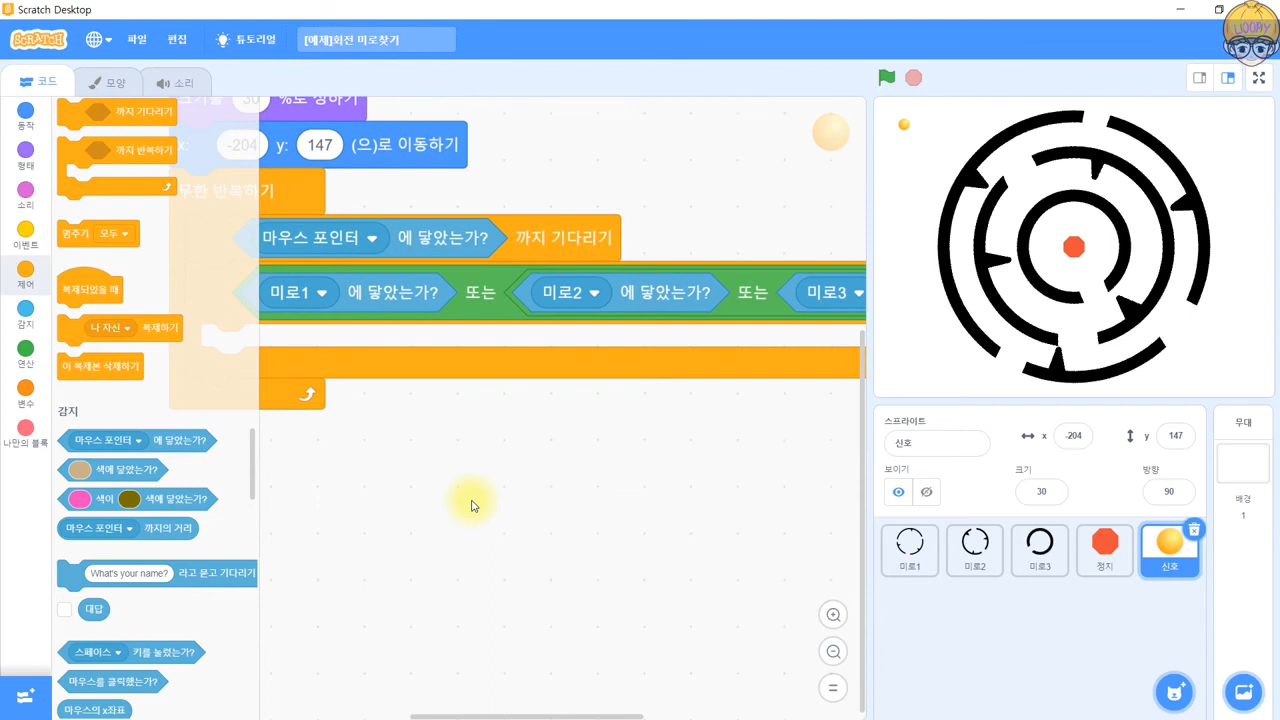 Scratch Desktop
SCRATCH
파일
편집
튜토리얼
[예제]회전 미로찾기
WOOPY
코드
모양
소리
동작
형태
소리
이벤트
제어
감지
연산
변수
나만의 블록
까지 기다리기
까지 반복하기
멈추기 모두
복제되었을 때
나 자신 복제하기
이 복제본 삭제하기
감지
마우스 포인터 에 닿았는가?
색에 닿았는가?
색이 색에 닿았는가?
마우스 포인터 까지의 거리
What's your name? 라고 묻고 기다리기
대답
스페이스 키를 눌렀는가?
마우스를 클릭했는가?
마우스의 x좌표
크기를 30 %로 정하기
x: -204 y: 147 (으)로 이동하기
무한 반복하기
마우스 포인터 에 닿았는가? 까지 기다리기
미로1 에 닿았는가? 또는 미로2 에 닿았는가? 또는 미로3
스프라이트
신호
x -204
y 147
보이기
크기
30
방향
90
미로1
미로2
미로3
정지
신호
무대
배경
1